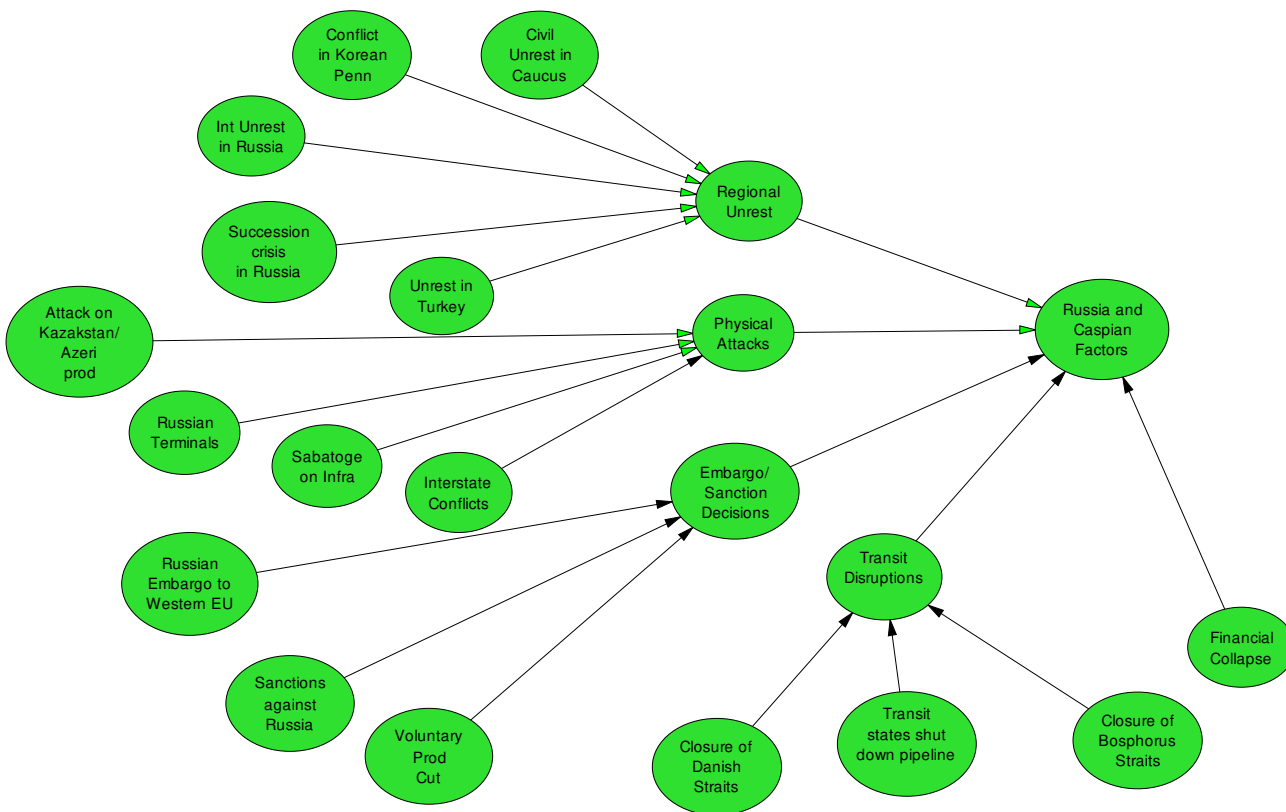 Conflict
in Korean
Penn
Civil
Unrest in
Caucus
Int Unrest
in Russia
Regional
Unrest
Succession
crisis
in Russia
Unrest in
Turkey
Attack on
Kazakstan/
Azeri
prod
Physical
Attacks
Russia and
Caspian
Factors
Russian
Terminals
Sabatoge
on Infra
Interstate
Conflicts
Embargo/
Sanction
Decisions
Russian
Embargo to
Western EU
Transit
Disruptions
Financial
Collapse
Sanctions
against
Russia
Voluntary
Prod
Cut
Closure of
Danish
Straits
Transit
states shut
down pipeline
Closure of
Bosphorus
Straits